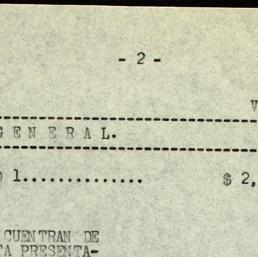 - 2 -
V
G E N E R A L.
) 1.............. $ 2,
CUENTRAN DE
TA PRESENTA-